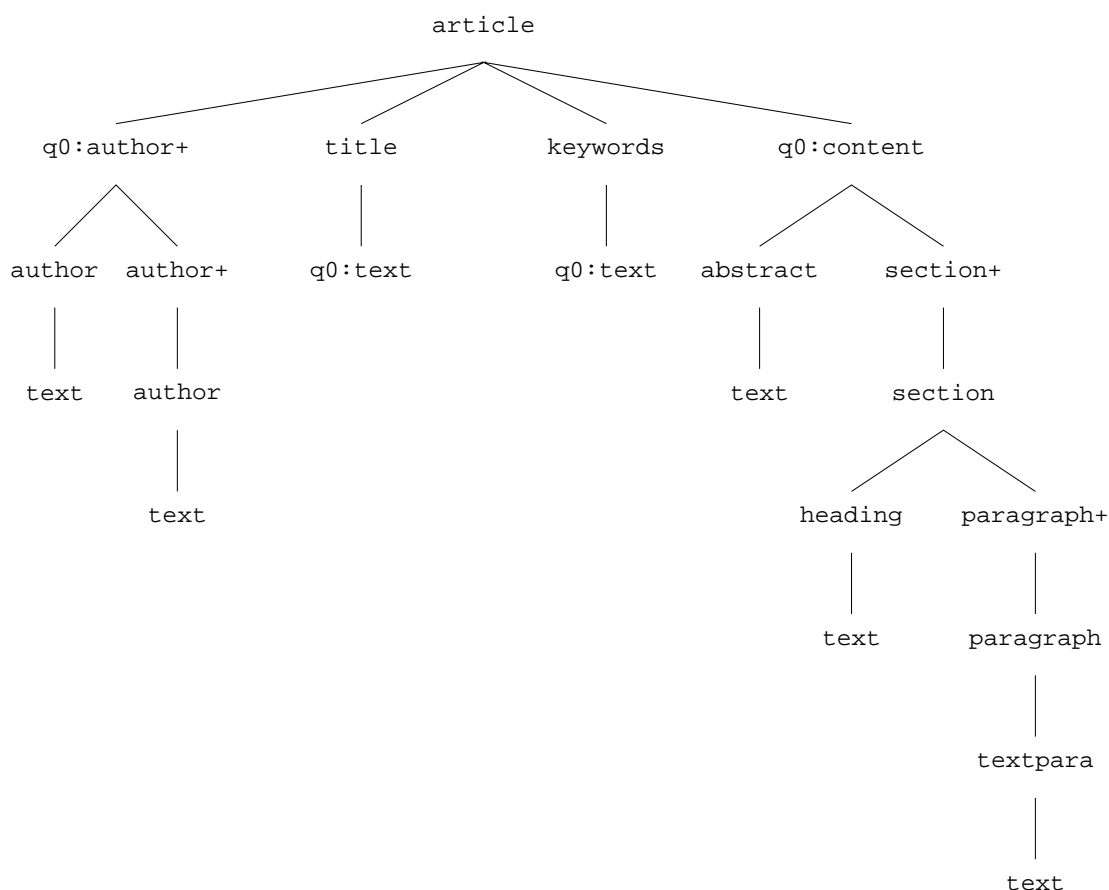 article
q0:author+ title keywords q0:content
author author+ q0:text q0:text abstract section+
text author text section
text heading paragraph+
text paragraph
textpara
text